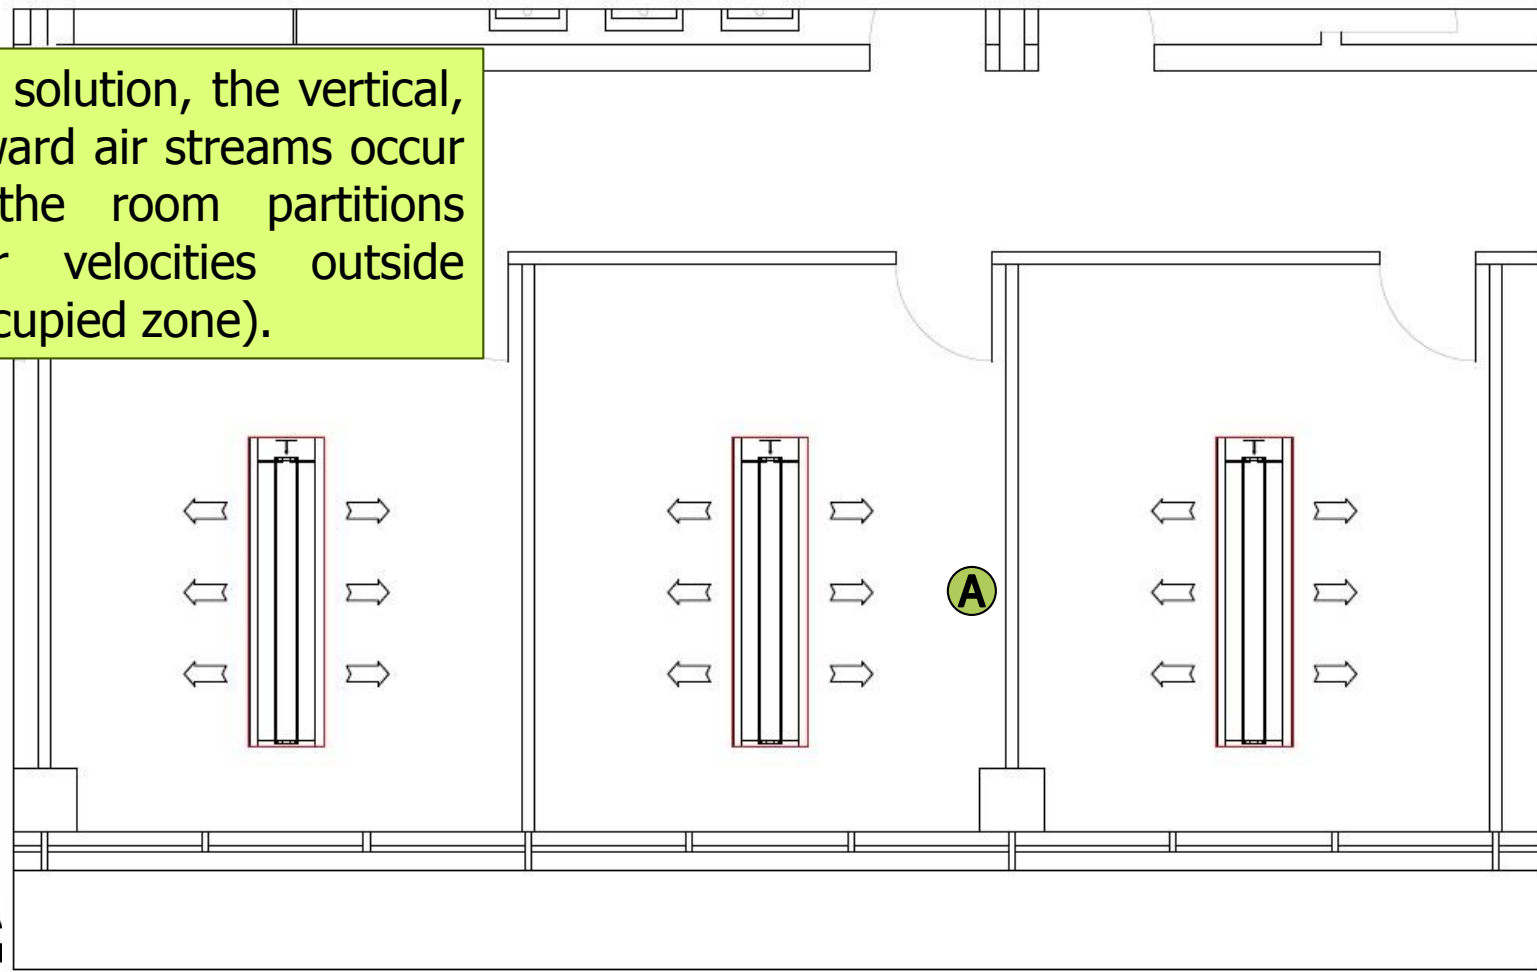 solution, the vertical,
ward air streams occur
the room partitions
r velocities outside
cupied zone).
A